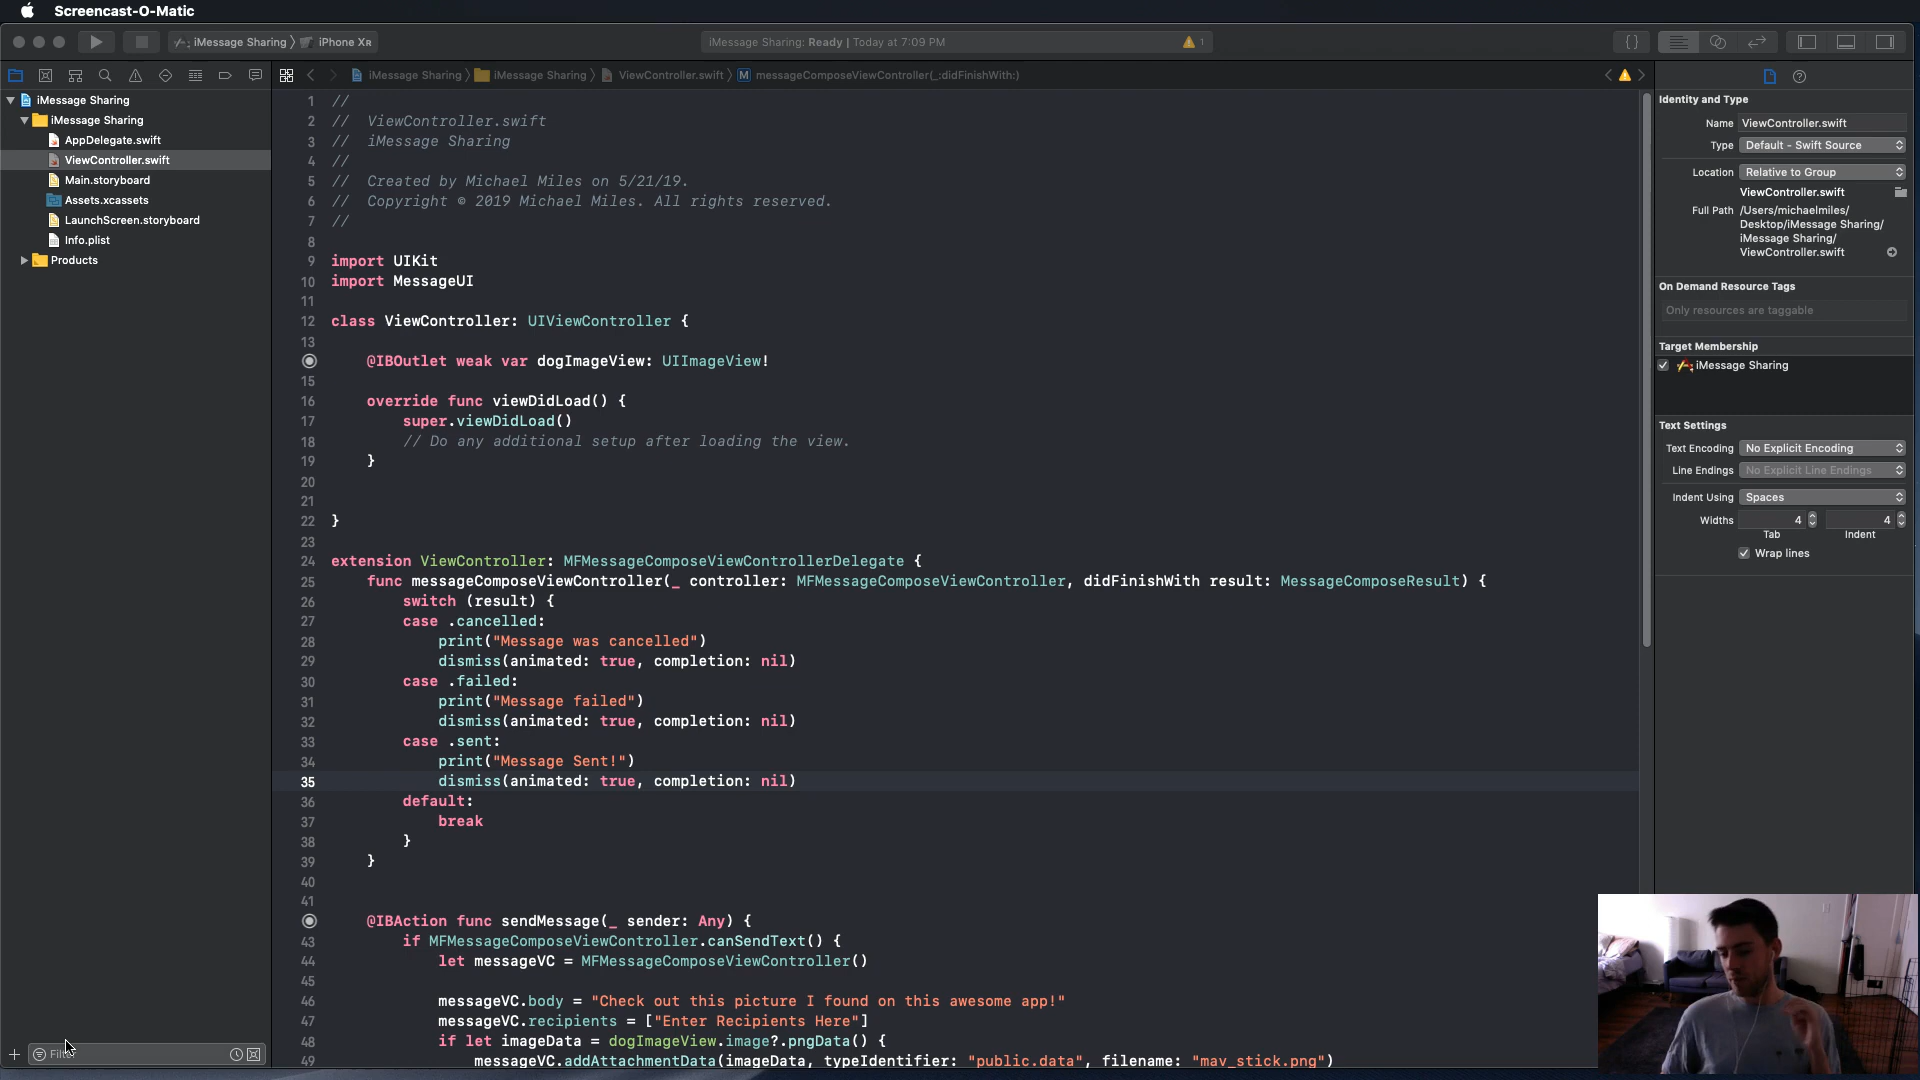 Screencast-O-Matic
iMessage Sharing
iPhone XR
iMessage Sharing: Ready | Today at 7:09 PM
1
{}
iMessage Sharing
iMessage Sharing
ViewController.swift
M
messageComposeViewController(_:didFinishWith:)
iMessage Sharing
iMessage Sharing
AppDelegate.swift
ViewController.swift
Main.storyboard
Assets.xcassets
LaunchScreen.storyboard
Info.plist
Products
Filter
1 //
2 //  ViewController.swift
3 //  iMessage Sharing
4 //
5 //  Created by Michael Miles on 5/21/19.
6 //  Copyright © 2019 Michael Miles. All rights reserved.
7 //
8
9 import UIKit
10 import MessageUI
11
12 class ViewController: UIViewController {
13
@IBOutlet weak var dogImageView: UIImageView!
15
16 override func viewDidLoad() {
17 super.viewDidLoad()
18 // Do any additional setup after loading the view.
19 }
20
21
22 }
23
24 extension ViewController: MFMessageComposeViewControllerDelegate {
25 func messageComposeViewController(_ controller: MFMessageComposeViewController, didFinishWith result: MessageComposeResult) {
26 switch (result) {
27 case .cancelled:
28 print("Message was cancelled")
29 dismiss(animated: true, completion: nil)
30 case .failed:
31 print("Message failed")
32 dismiss(animated: true, completion: nil)
33 case .sent:
34 print("Message Sent!")
35 dismiss(animated: true, completion: nil)
36 default:
37 break
38 }
39 }
40
41
@IBAction func sendMessage(_ sender: Any) {
43 if MFMessageComposeViewController.canSendText() {
44 let messageVC = MFMessageComposeViewController()
45
46 messageVC.body = "Check out this picture I found on this awesome app!"
47 messageVC.recipients = ["Enter Recipients Here"]
48 if let imageData = dogImageView.image?.pngData() {
49 messageVC.addAttachmentData(imageData, typeIdentifier: "public.data", filename: "mav_stick.png")
Identity and Type
Name ViewController.swift
Type Default - Swift Source
Location Relative to Group
ViewController.swift
Full Path /Users/michaelmiles/
Desktop/iMessage Sharing/
iMessage Sharing/
ViewController.swift
On Demand Resource Tags
Only resources are taggable
Target Membership
iMessage Sharing
Text Settings
Text Encoding No Explicit Encoding
Line Endings No Explicit Line Endings
Indent Using Spaces
Widths 4 4
Tab Indent
Wrap lines